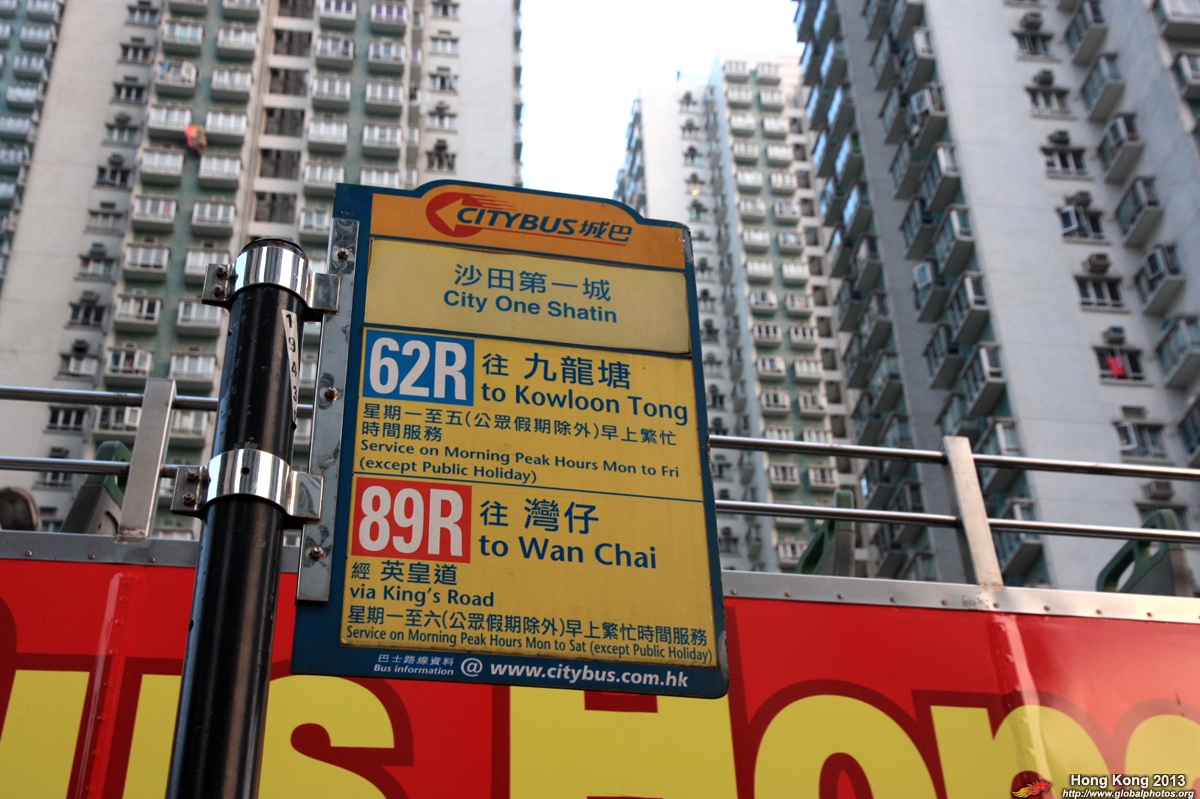 CITYBUS城巴
沙田第一城
City One Shatin
62R 往 九龍塘
to Kowloon Tong
星期一至五(公眾假期除外)早上繁忙
時間服務
Service on Morning Peak Hours Mon to Fri
(except Public Holiday)
89R 往 灣仔
to Wan Chai
經 英皇道
via King's Road
星期一至六(公眾假期除外)早上繁忙時間服務
Service on Morning Peak Hours Mon to Sat (except Public Holiday)
巴士路線資料
Bus information @ www.citybus.com.hk
Hong Kong 2013
http://www.globalphotos.org